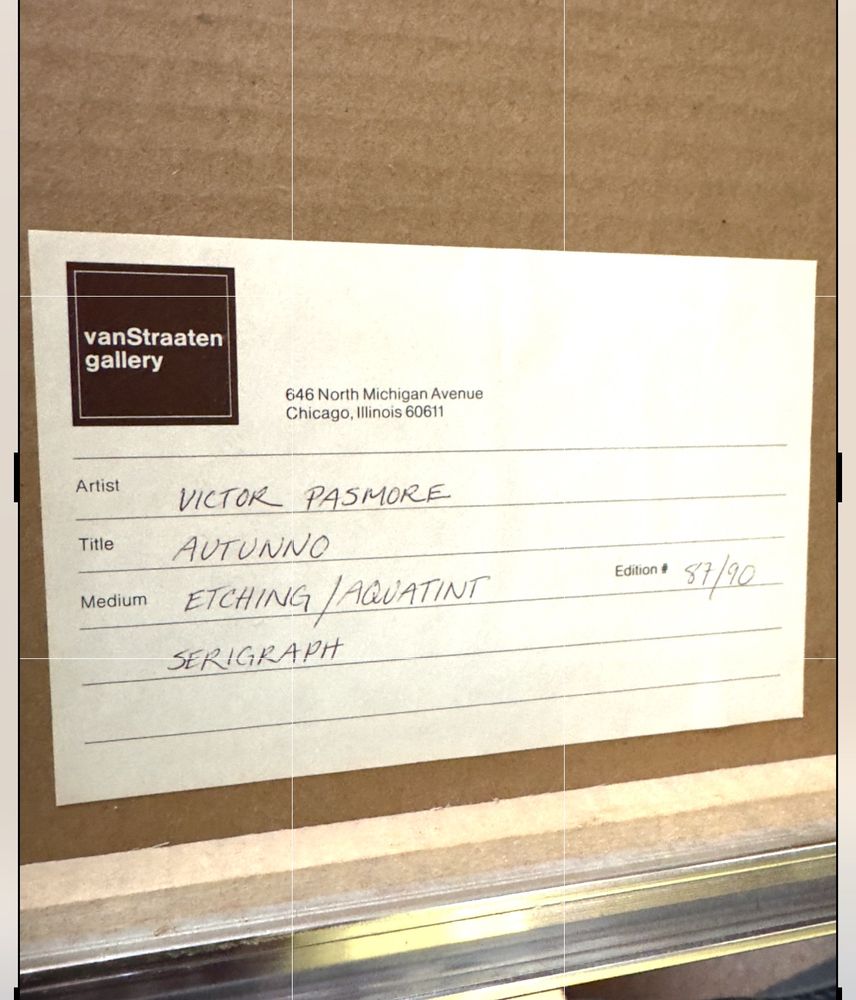 vanStraaten
gallery
646 North Michigan Avenue
Chicago, Illinois 60611
Artist VICTOR PASMORE
Title AUTUNNO
Medium ETCHING/AQUATINT Edition # 87/90
SERIGRAPH